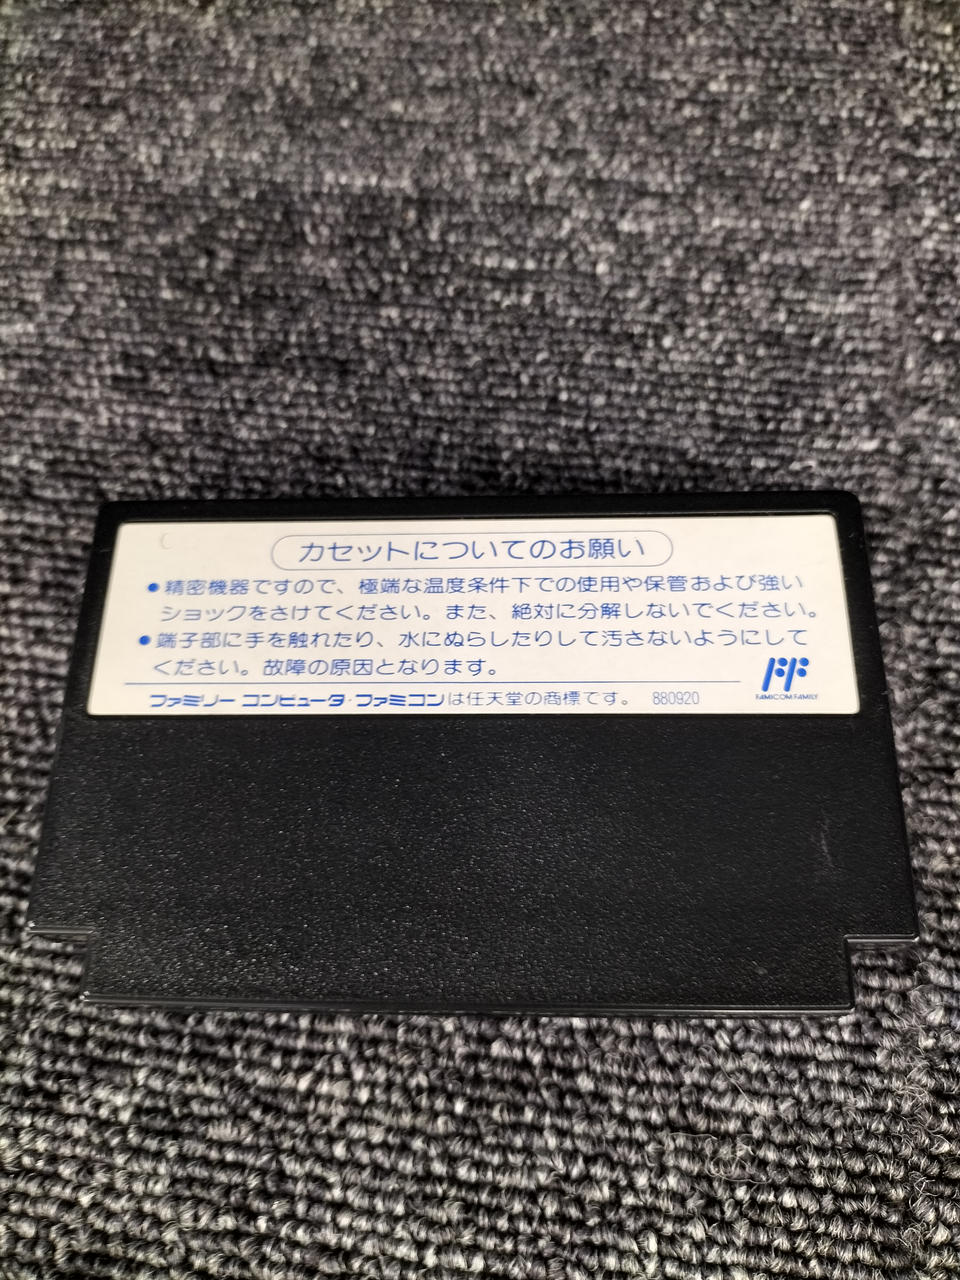 カセットについてのお願い
●精密機器ですので、極端な温度条件下での使用や保管および強い
ショックをさけてください。また、絶対に分解しないでください。
●端子部に手を触れたり、水にぬらしたりして汚さないようにして
ください。故障の原因となります。
FAMICOM FAMILY
ファミリー コンピュータ・ファミコンは任天堂の商標です。 880920